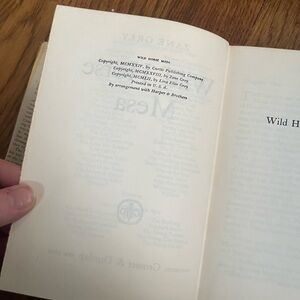 WILD HORSE MESA
Copyright, MCMXXIV, by Curtis Publishing Company
Copyright, MCMXXVIII, by Zane Grey
Copyright, MCMLII, by Lina Elise Grey
Printed in U. S. A.
By arrangement with Harper & Brothers
Wild H